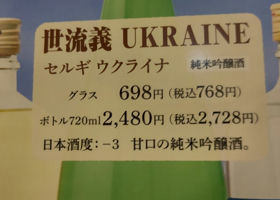 世流義 UKRAINE
セルギ ウクライナ 純米吟醸酒
グラス 698円(税込768円)
ボトル720ml 2,480円(税込2,728円)
日本酒度:-3 甘口の純米吟醸酒。